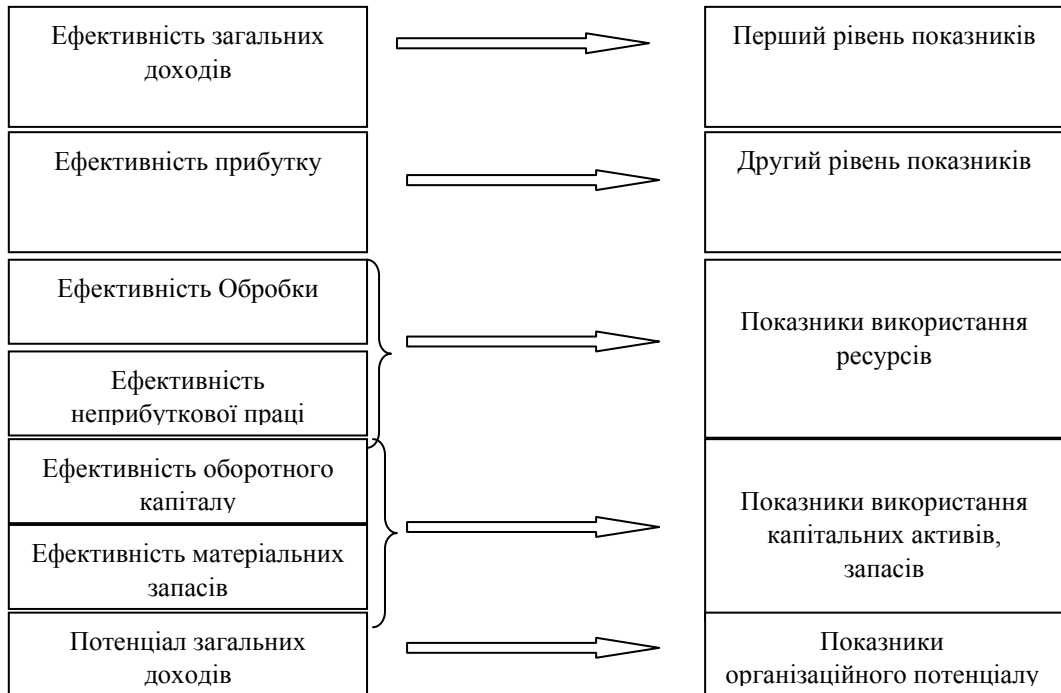 Ефективність загальних
доходів
Перший рівень показників
Ефективність прибутку
Другий рівень показників
Ефективність Обробки
Ефективність
неприбуткової праці
Показники використання
ресурсів
Ефективність оборотного
капіталу
Ефективність матеріальних
запасів
Показники використання
капітальних активів,
запасів
Потенціал загальних
доходів
Показники
організаційного потенціалу